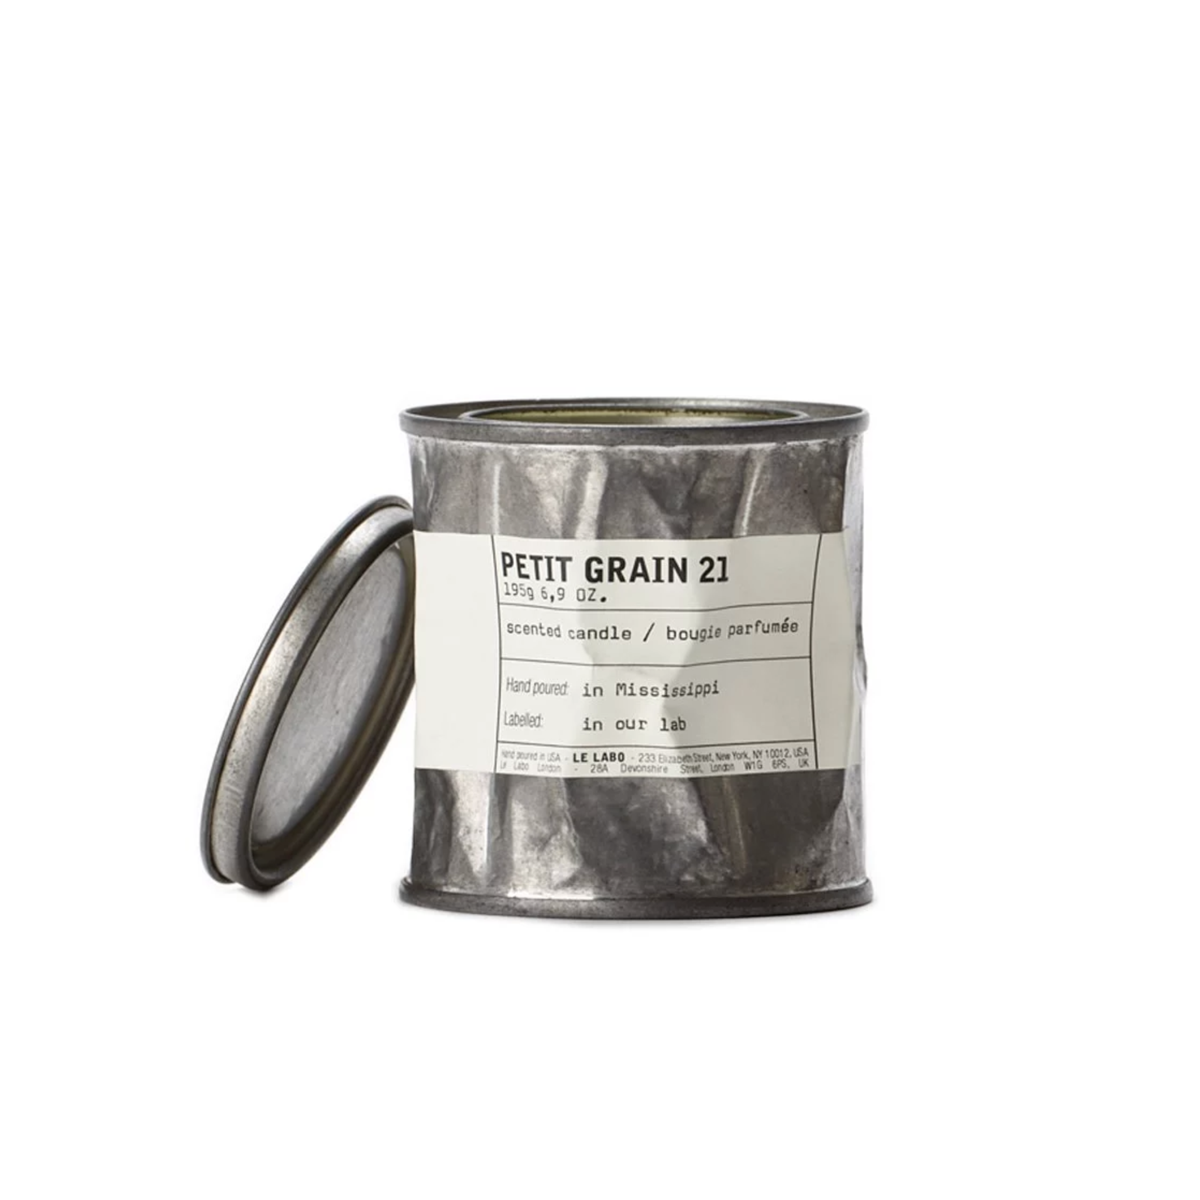 PETIT GRAIN 21
195g 6,9 OZ.
scented candle / bougie parfumée
Hand poured: in Mississippi
Labelled: in our lab
Hand poured in USA - LE LABO - 233 Elizabeth Street, New York, NY 10012, USA
Le Labo London - 28A Devonshire Street, London W1G 6PS, UK